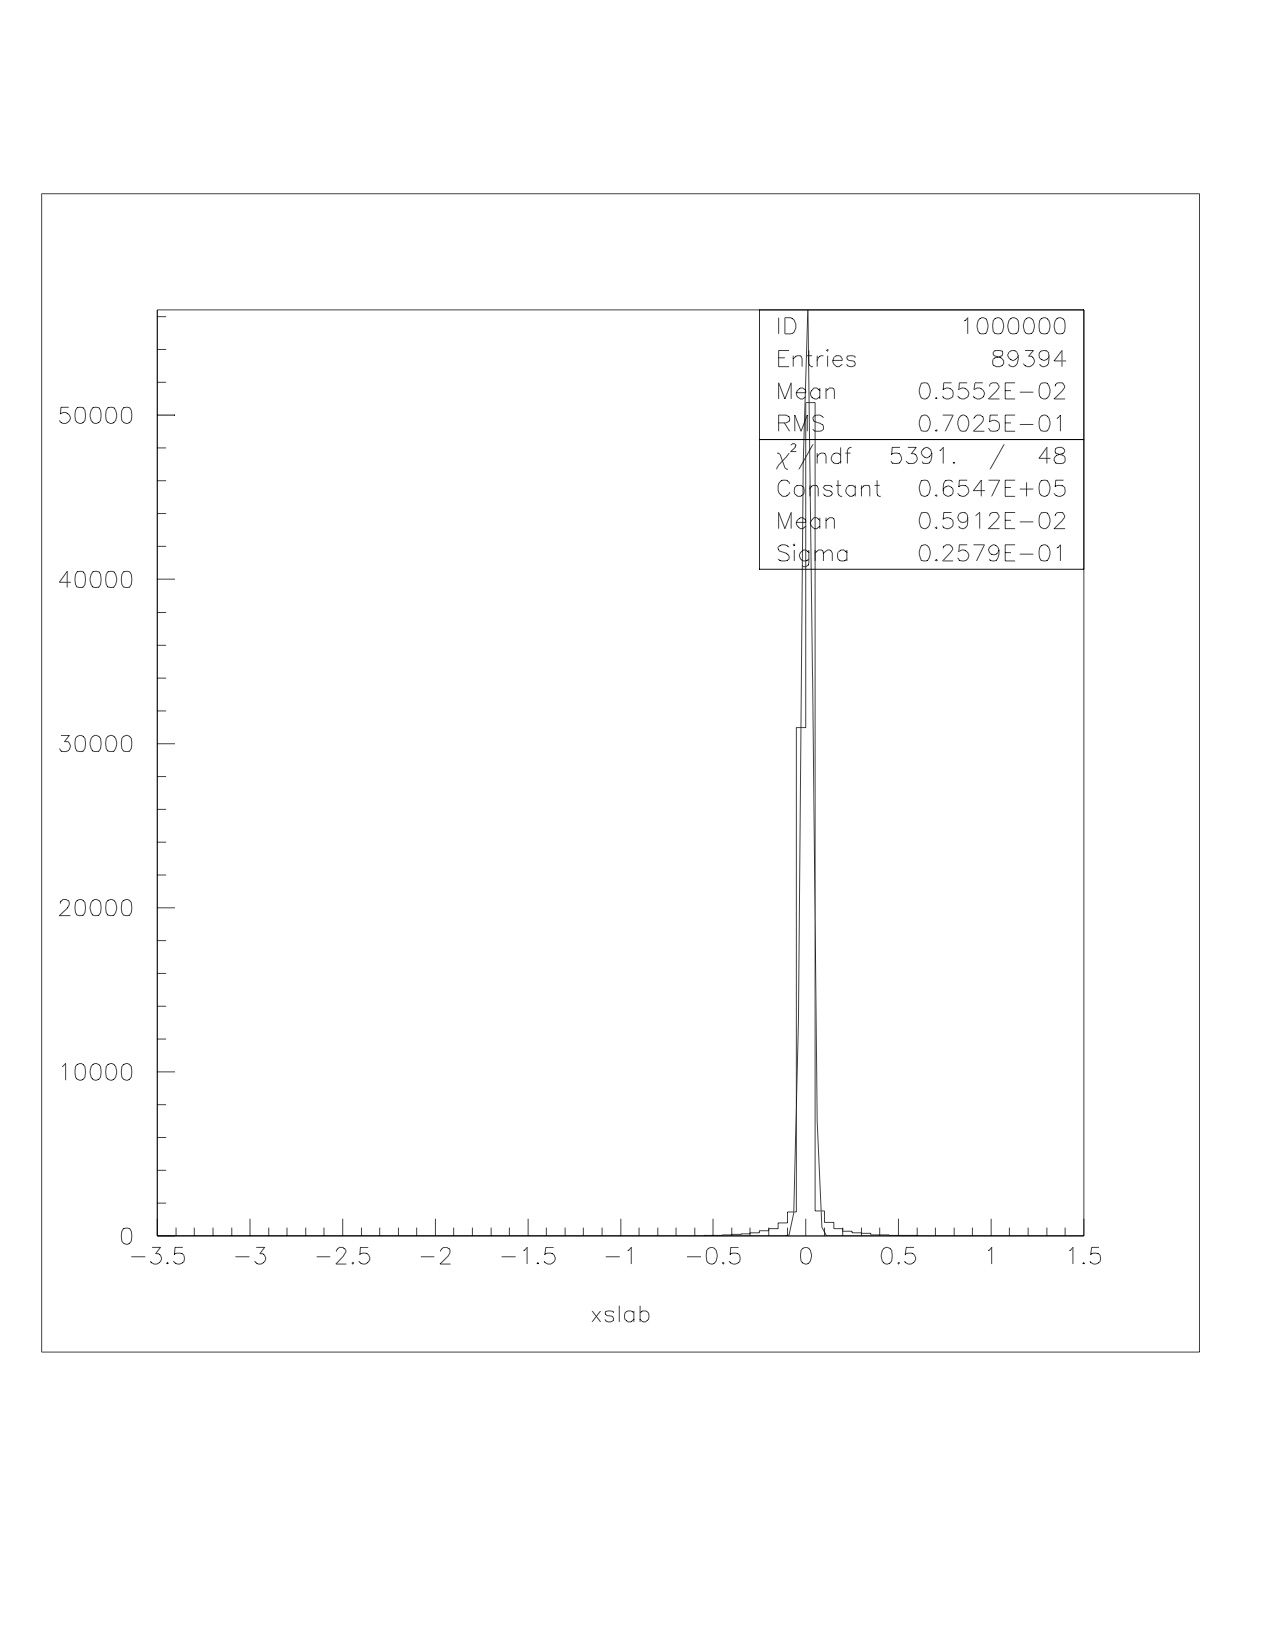 ID 1000000
Entries 89394
Mean 0.5552E-02
RMS 0.7025E-01
χ²/ndf 5391. / 48
Constant 0.6547E+05
Mean 0.5912E-02
Sigma 0.2579E-01
50000
40000
30000
20000
10000
0
-3.5 -3 -2.5 -2 -1.5 -1 -0.5 0 0.5 1 1.5
xslab